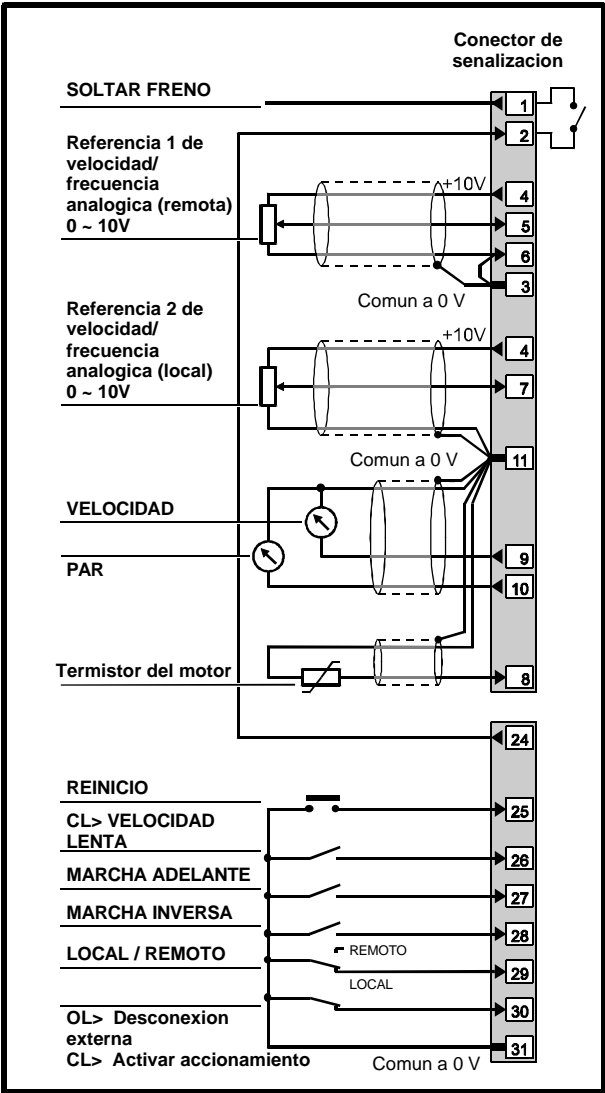 Conector de
senalizacion
SOLTAR FRENO
1
2
Referencia 1 de
velocidad/
frecuencia
analogica (remota)
0 ~ 10V
+10V
4
5
6
3
Comun a 0 V
Referencia 2 de
velocidad/
frecuencia
analogica (local)
0 ~ 10V
+10V
4
7
Comun a 0 V
11
VELOCIDAD
PAR
9
10
Termistor del motor
8
24
REINICIO
25
CL> VELOCIDAD
LENTA
26
MARCHA ADELANTE
27
MARCHA INVERSA
28
LOCAL / REMOTO
REMOTO
29
LOCAL
30
OL> Desconexion
externa
CL> Activar accionamiento
Comun a 0 V
31